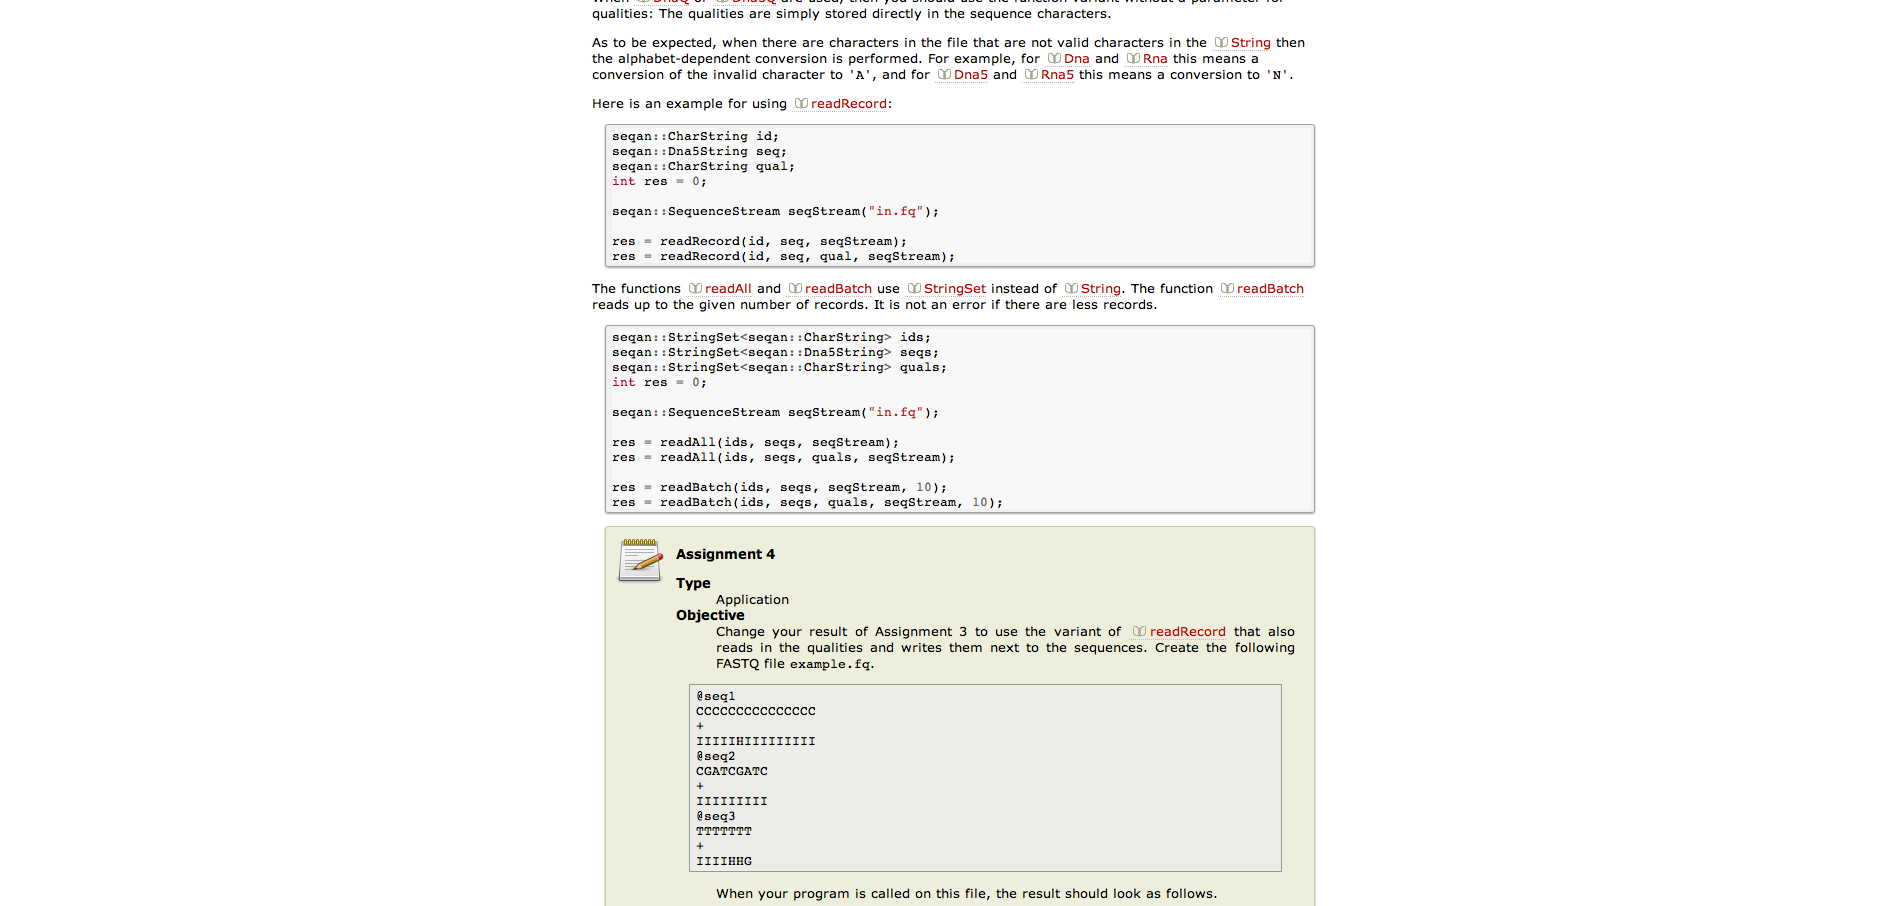 qualities: The qualities are simply stored directly in the sequence characters.
As to be expected, when there are characters in the file that are not valid characters in the String then
the alphabet-dependent conversion is performed. For example, for Dna and Rna this means a
conversion of the invalid character to 'A', and for Dna5 and Rna5 this means a conversion to 'N'.
Here is an example for using readRecord:
seqan::CharString id;
seqan::Dna5String seq;
seqan::CharString qual;
int res = 0;
seqan::SequenceStream seqStream("in.fq");
res = readRecord(id, seq, seqStream);
res = readRecord(id, seq, qual, seqStream);
The functions readAll and readBatch use StringSet instead of String. The function readBatch
reads up to the given number of records. It is not an error if there are less records.
seqan::StringSet<seqan::CharString> ids;
seqan::StringSet<seqan::Dna5String> seqs;
seqan::StringSet<seqan::CharString> quals;
int res = 0;
seqan::SequenceStream seqStream("in.fq");
res = readAll(ids, seqs, seqStream);
res = readAll(ids, seqs, quals, seqStream);
res = readBatch(ids, seqs, seqStream, 10);
res = readBatch(ids, seqs, quals, seqStream, 10);
Assignment 4
Type
Application
Objective
Change your result of Assignment 3 to use the variant of readRecord that also
reads in the qualities and writes them next to the sequences. Create the following
FASTQ file example.fq.
@seq1
CCCCCCCCCCCCCCC
+
IIIIIHIIIIIIIII
@seq2
CGATCGATC
+
IIIIIIIII
@seq3
TTTTTTT
+
IIIIHHG
When your program is called on this file, the result should look as follows.